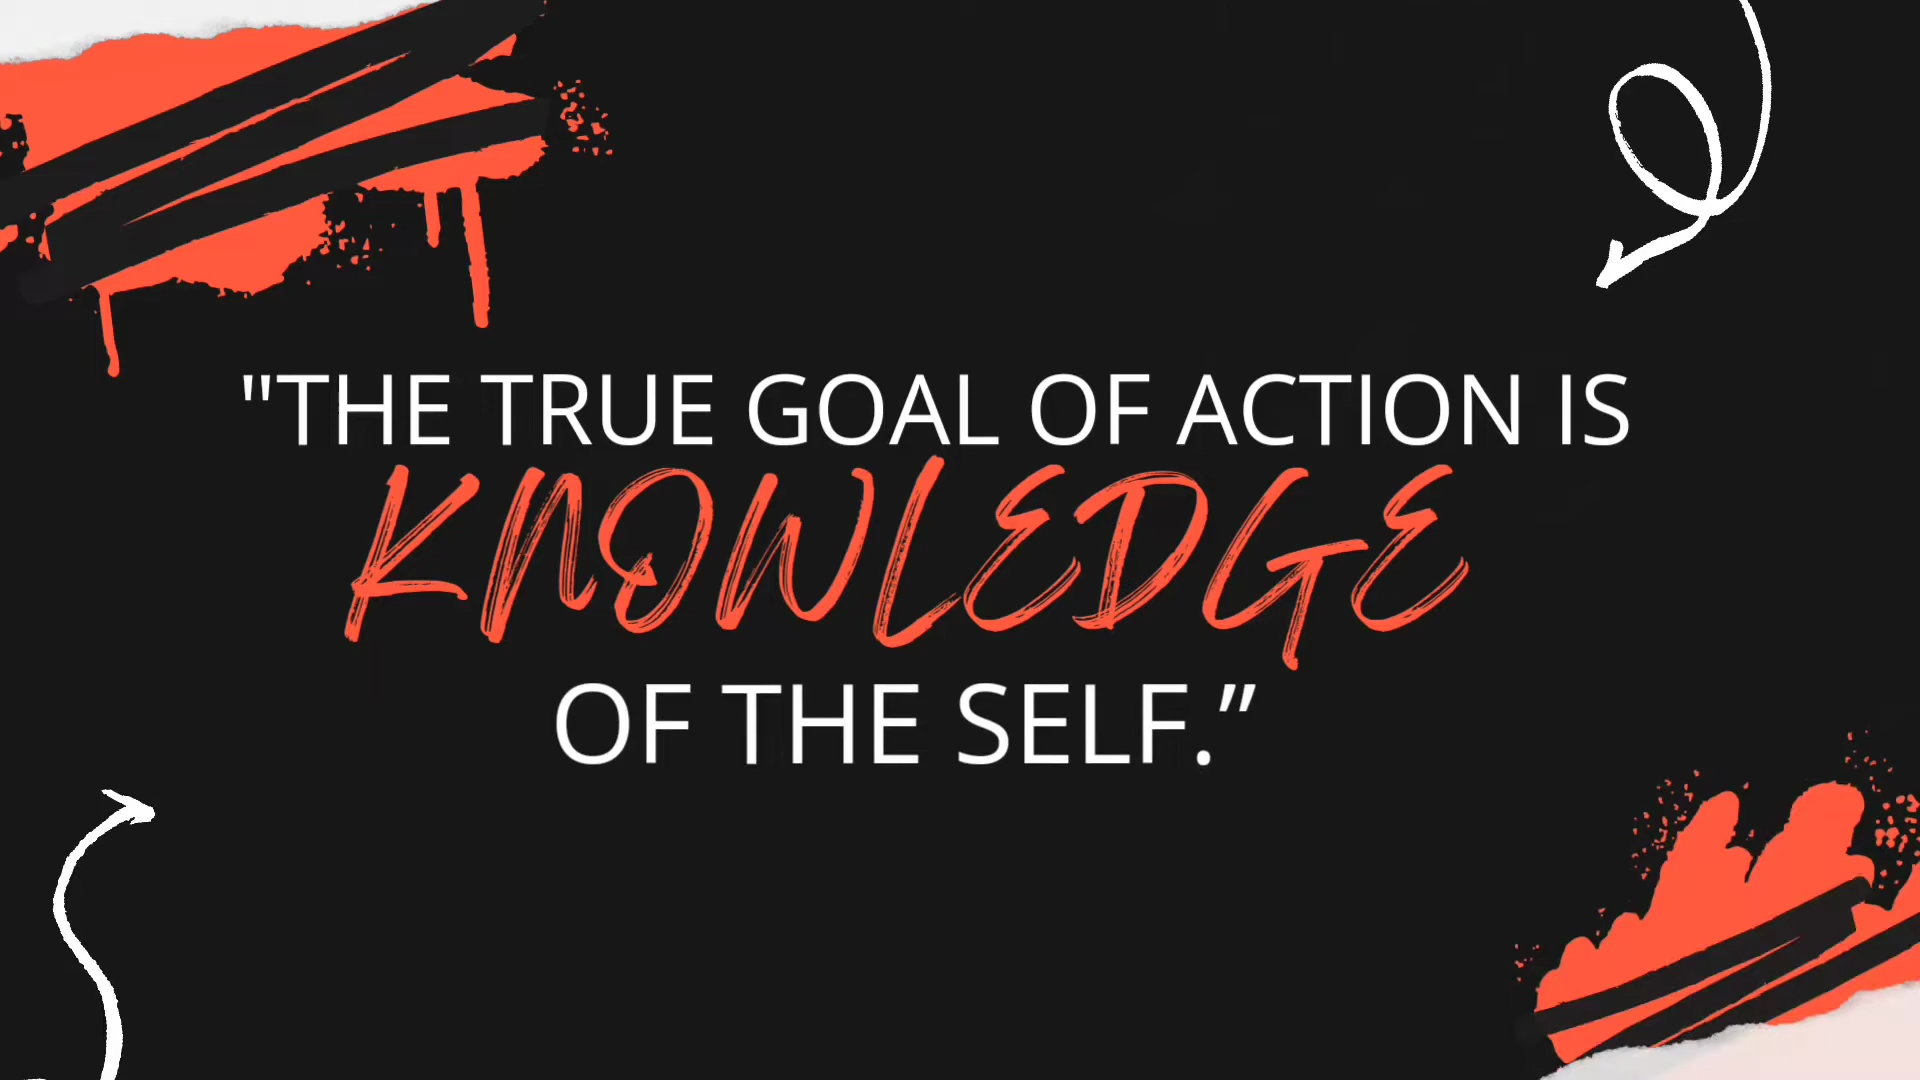 "THE TRUE GOAL OF ACTION IS
KNOWLEDGE
OF THE SELF.”